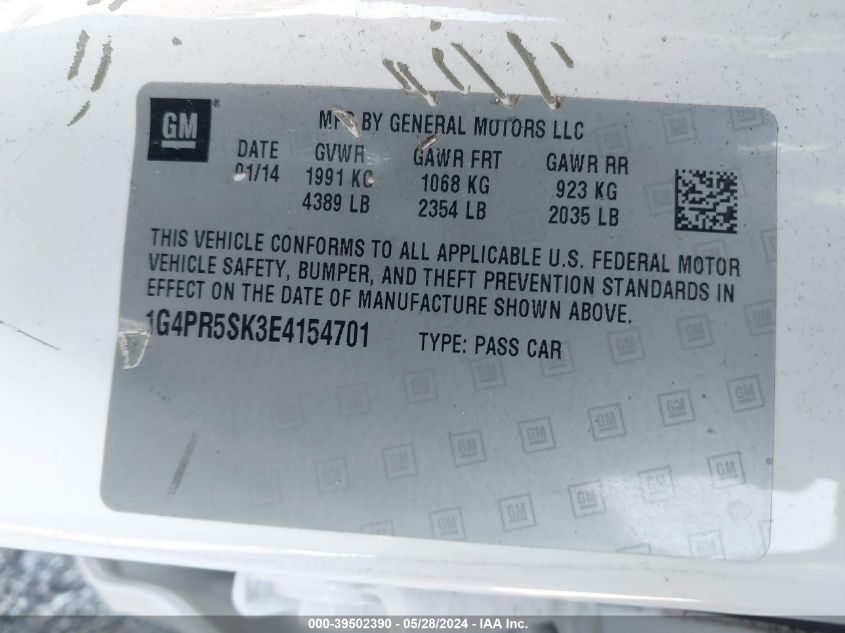 GM
MFD BY GENERAL MOTORS LLC
DATE GVWR GAWR FRT GAWR RR
01/14 1991 KG 1068 KG 923 KG
4389 LB 2354 LB 2035 LB
THIS VEHICLE CONFORMS TO ALL APPLICABLE U.S. FEDERAL MOTOR
VEHICLE SAFETY, BUMPER, AND THEFT PREVENTION STANDARDS IN
EFFECT ON THE DATE OF MANUFACTURE SHOWN ABOVE.
1G4PR5SK3E4154701 TYPE: PASS CAR
000-39502390 - 05/28/2024 - IAA Inc.